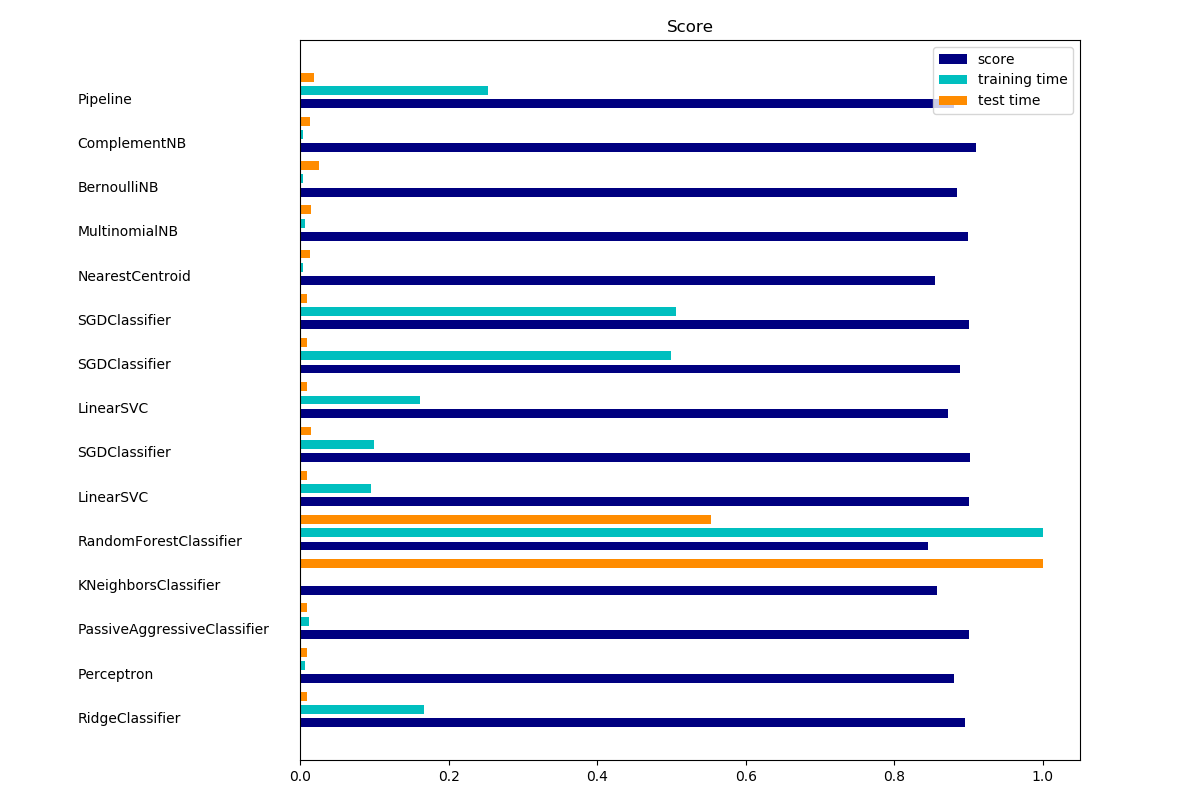 Score
score
training time
test time
Pipeline
ComplementNB
BernoulliNB
MultinomialNB
NearestCentroid
SGDClassifier
SGDClassifier
LinearSVC
SGDClassifier
LinearSVC
RandomForestClassifier
KNeighborsClassifier
PassiveAggressiveClassifier
Perceptron
RidgeClassifier
0.0 0.2 0.4 0.6 0.8 1.0